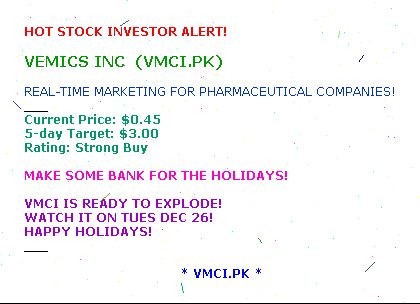 HOT STOCK INVESTOR ALERT!
VEMICS INC (VMCI.PK)
REAL-TIME MARKETING FOR PHARMACEUTICAL COMPANIES!
Current Price: $0.45
5-day Target: $3.00
Rating: Strong Buy
MAKE SOME BANK FOR THE HOLIDAYS!
VMCI IS READY TO EXPLODE!
WATCH IT ON TUES DEC 26!
HAPPY HOLIDAYS!
* VMCI.PK *